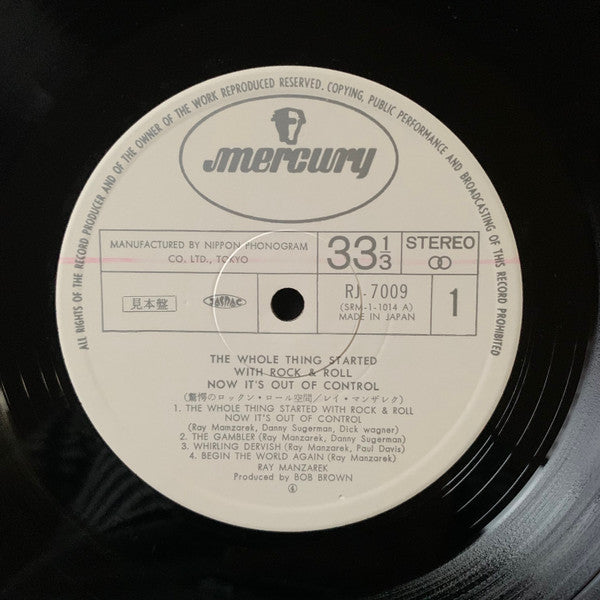 ALL RIGHTS OF THE RECORD PRODUCER AND OF THE OWNER OF THE WORK REPRODUCED RESERVED. COPYING, PUBLIC PERFORMANCE AND BROADCASTING OF THIS RECORD PROHIBITED
mercury
MANUFACTURED BY NIPPON PHONOGRAM
CO., LTD., TOKYO
33 1/3
STEREO
見本盤
JASRAC
RJ-7009
(SRM-1-1014 A)
MADE IN JAPAN
1
THE WHOLE THING STARTED
WITH ROCK & ROLL
NOW IT'S OUT OF CONTROL
(驚愕のロックン・ロール空間/レイ・マンザレク)
1. THE WHOLE THING STARTED WITH ROCK & ROLL
NOW IT'S OUT OF CONTROL
(Ray Mamzarek, Danny Sugerman, Dick wagner)
2. THE GAMBLER (Ray Manzarek, Danny Sugarman)
3. WHIRLING DERVISH (Ray Manzarek, Paul Davis)
4. BEGIN THE WORLD AGAIN (Ray Manzarek)
RAY MANZAREK
Produced by BOB BROWN